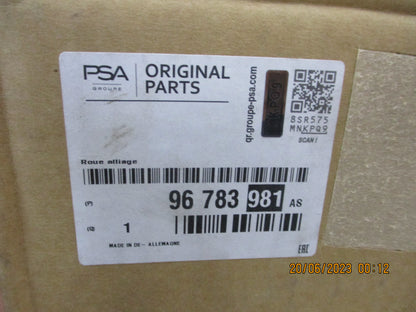 PSA
GROUPE
ORIGINAL
PARTS
qr.groupe-psa.com
8SR575
MNKPQ9
SCAN !
Roue alliage
(P)
96 783 981 AS
(Q)
1
MADE IN DE- ALLEMAGNE
EAC
20/06/2023 00:12